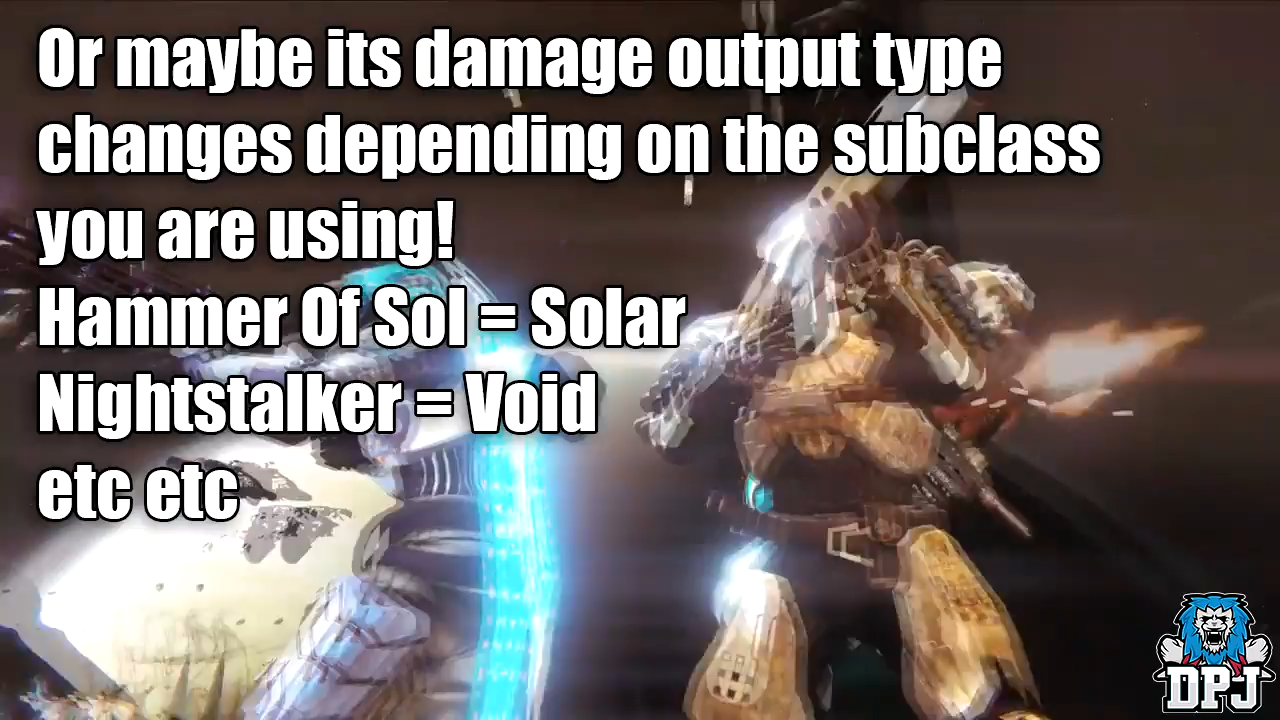 Or maybe its damage output type
changes depending on the subclass
you are using!
Hammer Of Sol = Solar
Nightstalker = Void
etc etc
DPJ